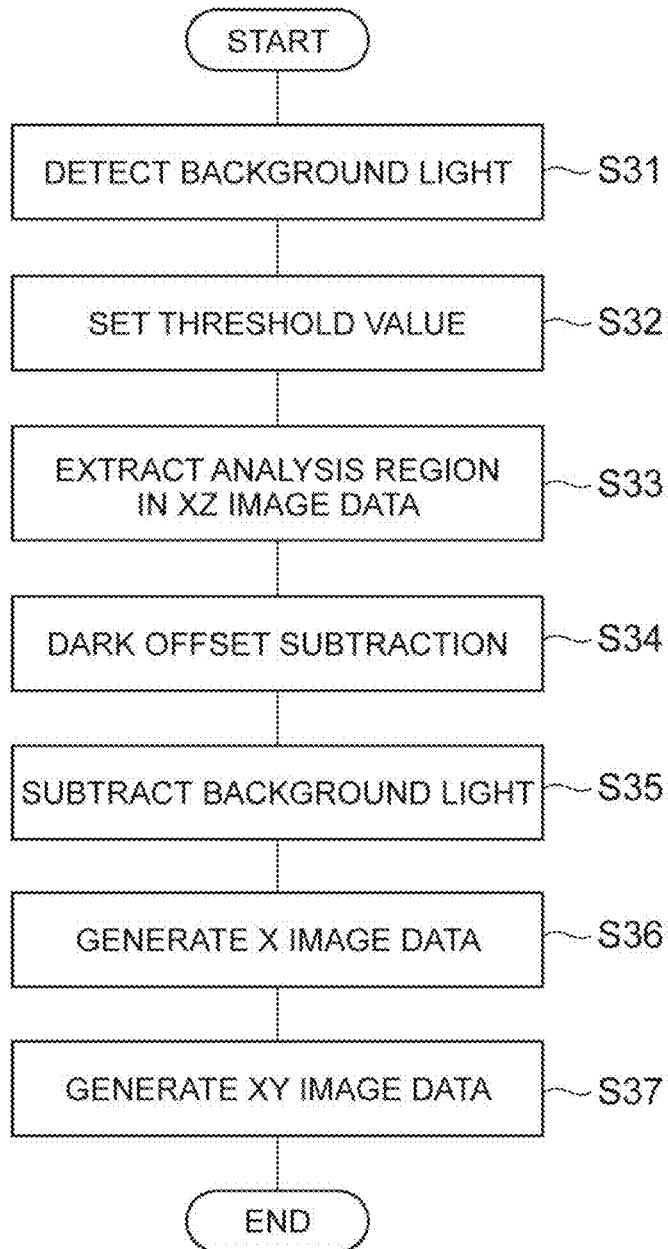 START
DETECT BACKGROUND LIGHT S31
SET THRESHOLD VALUE S32
EXTRACT ANALYSIS REGION
IN XZ IMAGE DATA S33
DARK OFFSET SUBTRACTION S34
SUBTRACT BACKGROUND LIGHT S35
GENERATE X IMAGE DATA S36
GENERATE XY IMAGE DATA S37
END